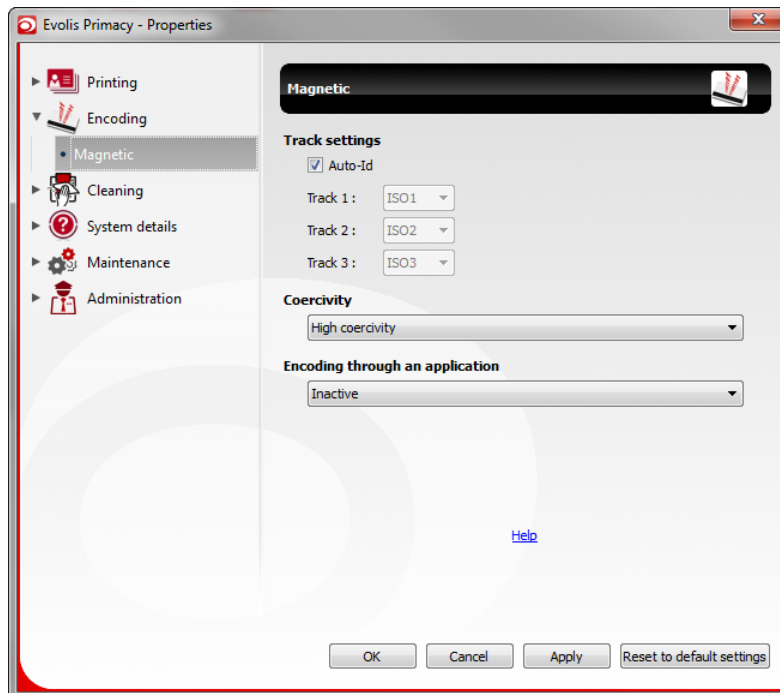 Evolis Primacy - Properties
Printing
Encoding
Magnetic
Cleaning
System details
Maintenance
Administration
Magnetic
Track settings
Auto-Id
Track 1 : ISO1
Track 2 : ISO2
Track 3 : ISO3
Coercivity
High coercivity
Encoding through an application
Inactive
Help
OK Cancel Apply Reset to default settings